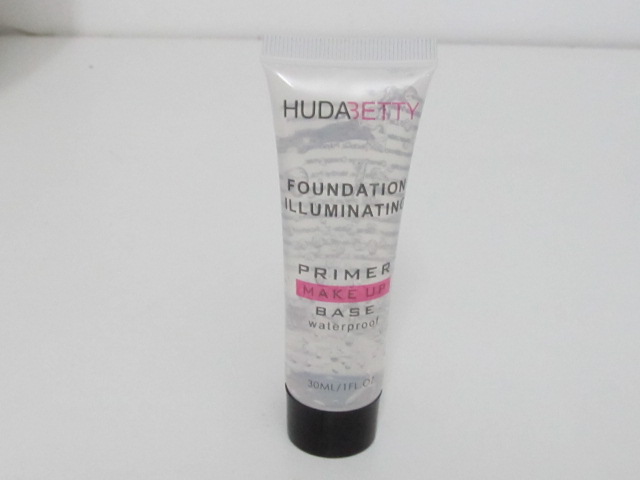 HUDABETTY
FOUNDATION
ILLUMINATING
PRIMER
MAKE UP
BASE
waterproof
30ML/1FL.OZ